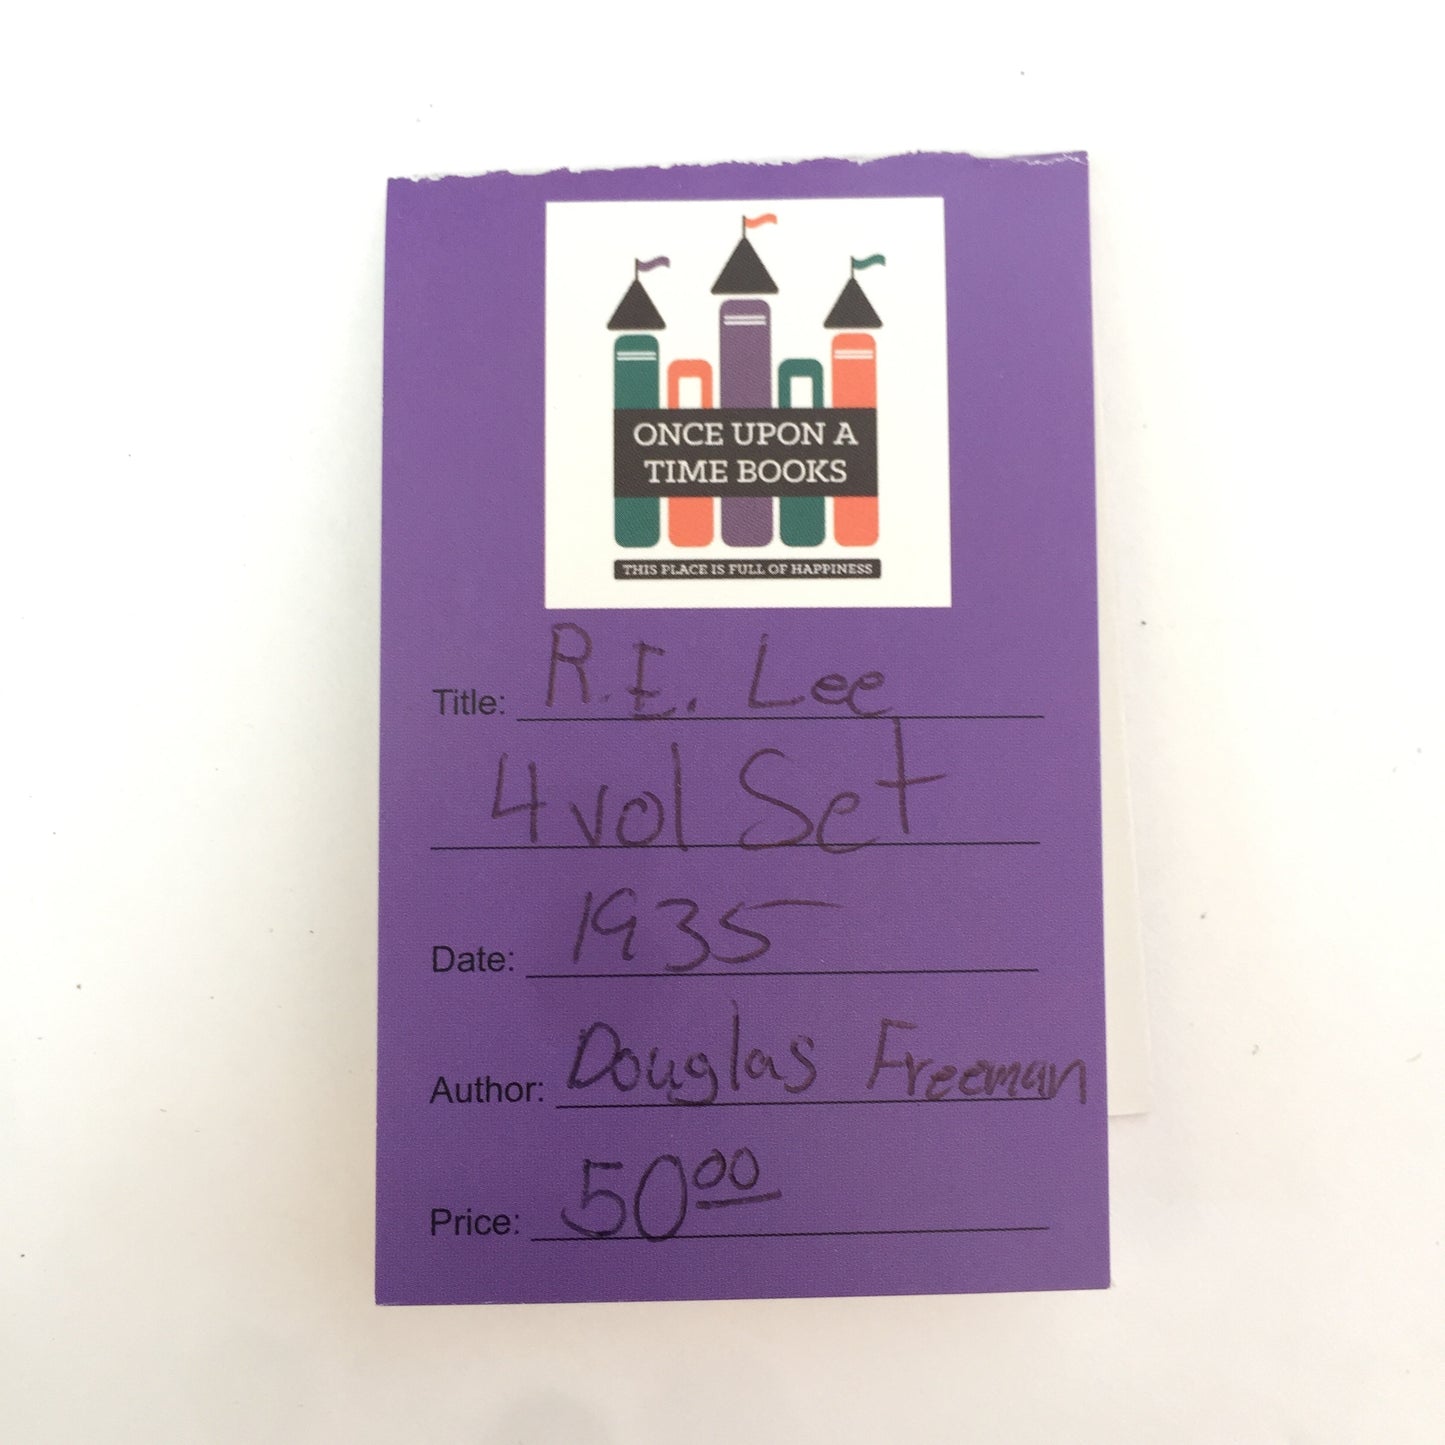 ONCE UPON A
TIME BOOKS
THIS PLACE IS FULL OF HAPPINESS
Title: R.E. Lee
4 vol Set
Date: 1935
Author: Douglas Freeman
Price: 50 00